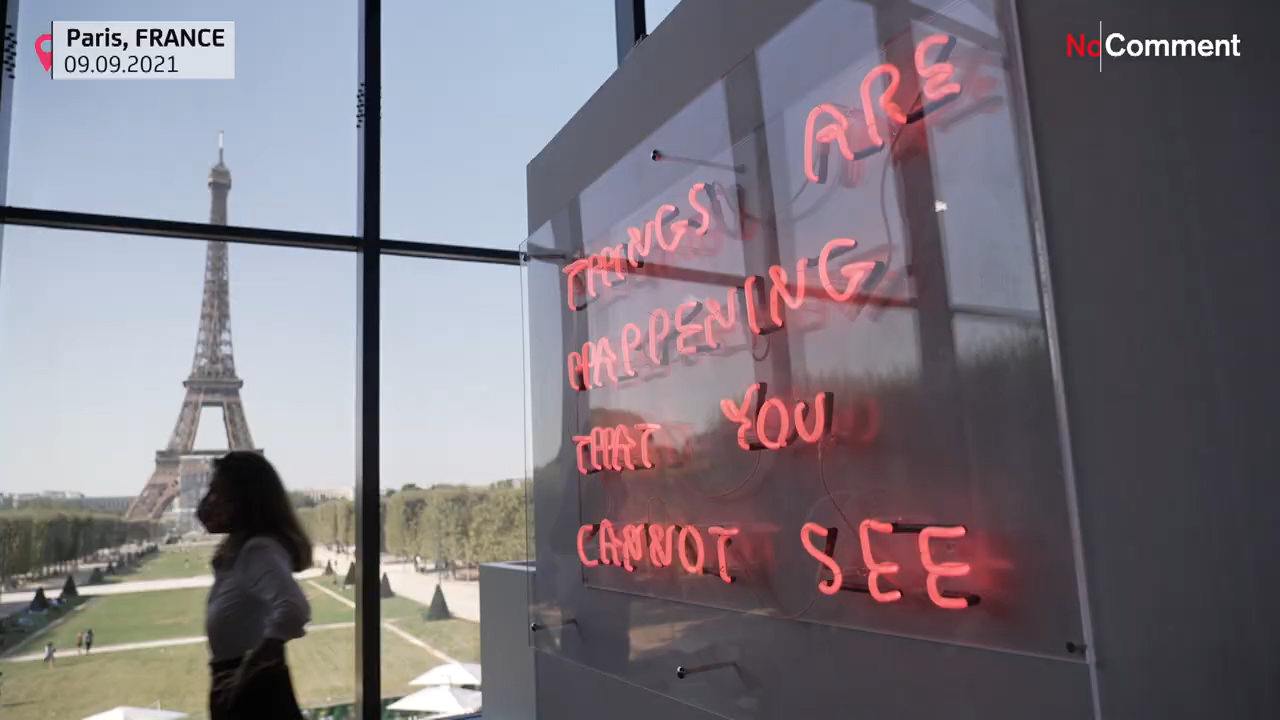 Paris, FRANCE
09.09.2021
NoComment
THINGS ARE
HAPPENING
THAT YOU
CANNOT SEE